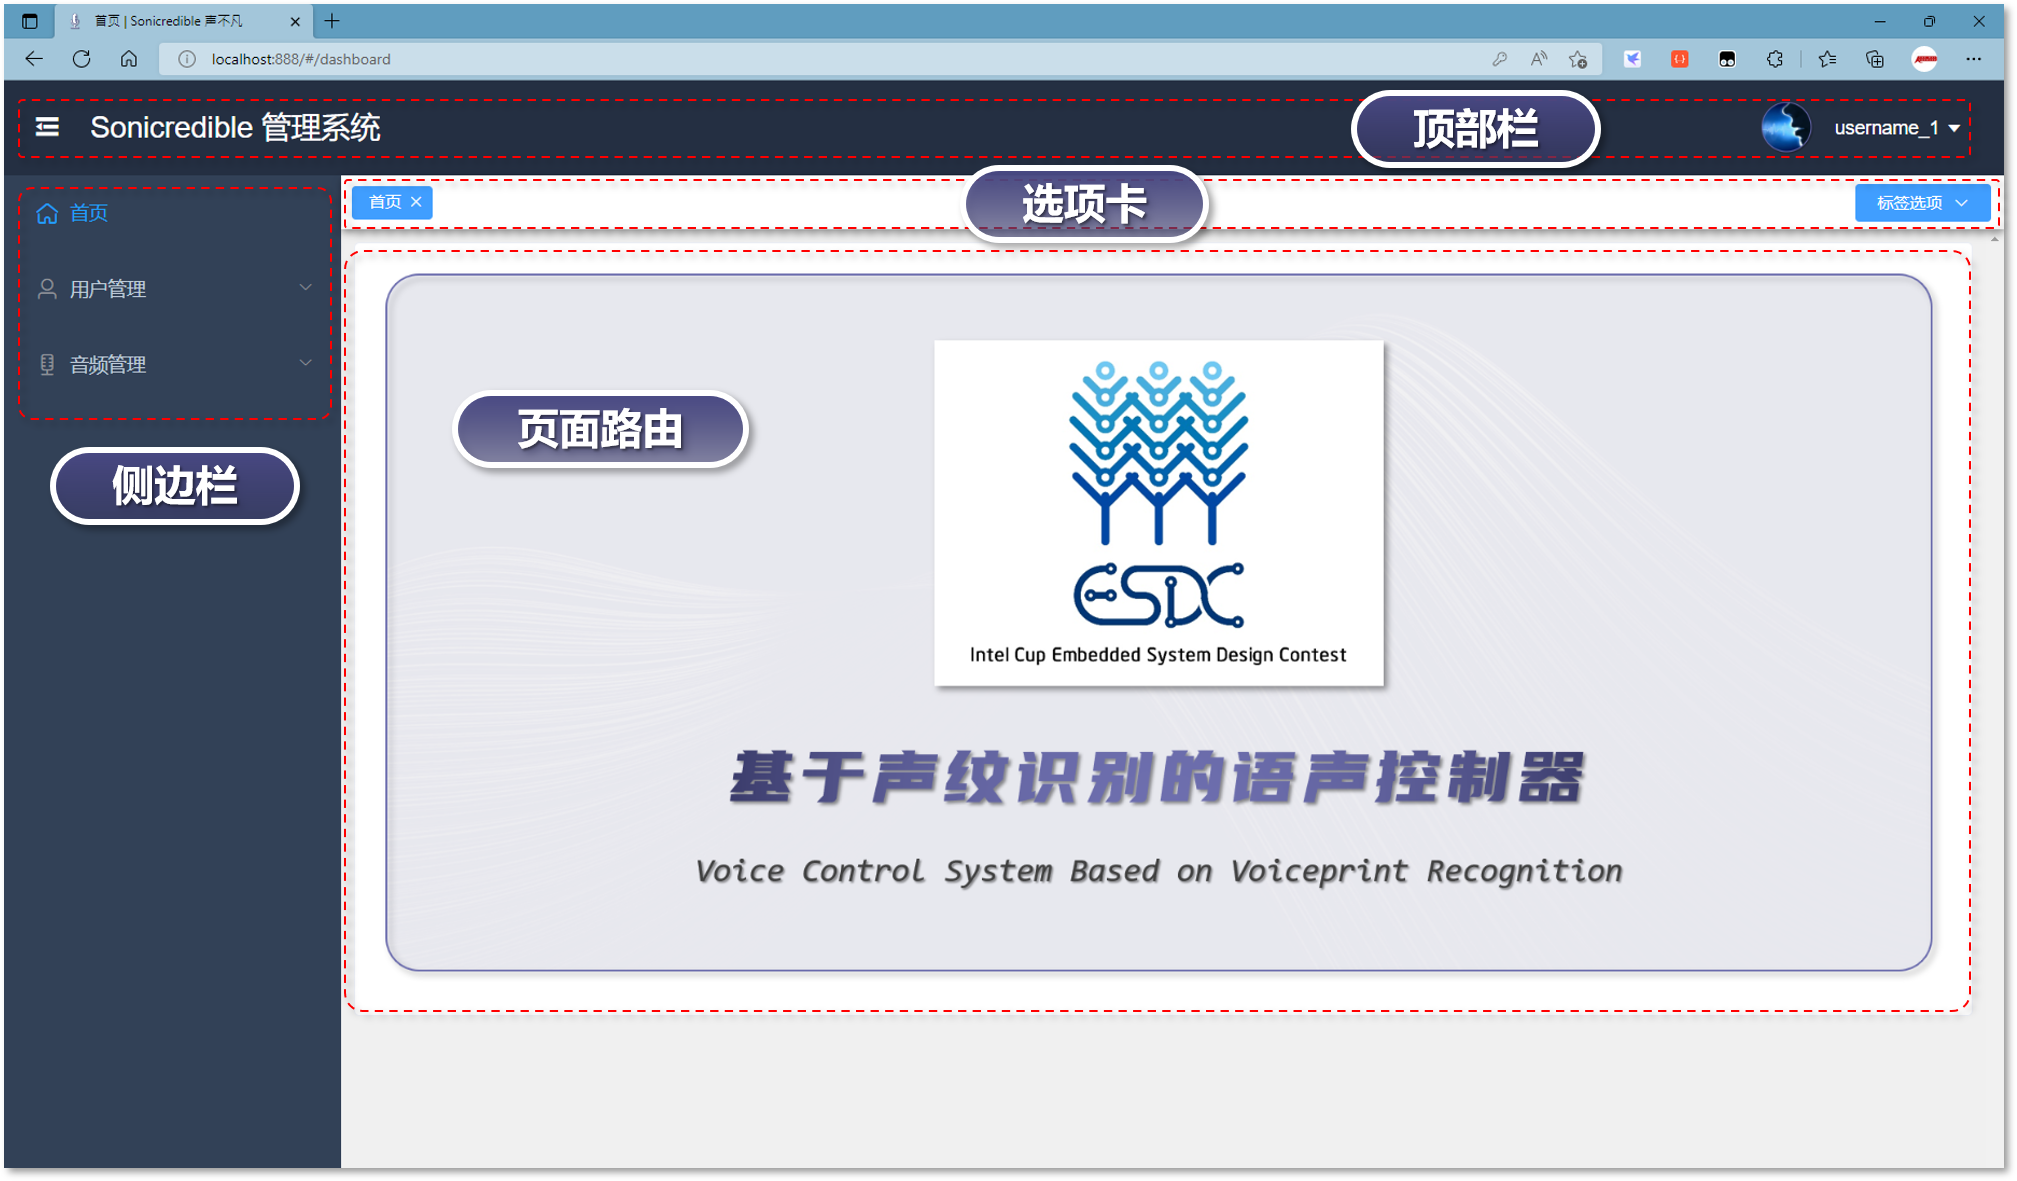 首页 | Sonicredible 声不凡
localhost:888/#/dashboard
Sonicredible 管理系统
顶部栏
username_1
首页
用户管理
音频管理
侧边栏
首页
选项卡
标签选项
页面路由
ESDC
Intel Cup Embedded System Design Contest
基于声纹识别的语声控制器
Voice Control System Based on Voiceprint Recognition